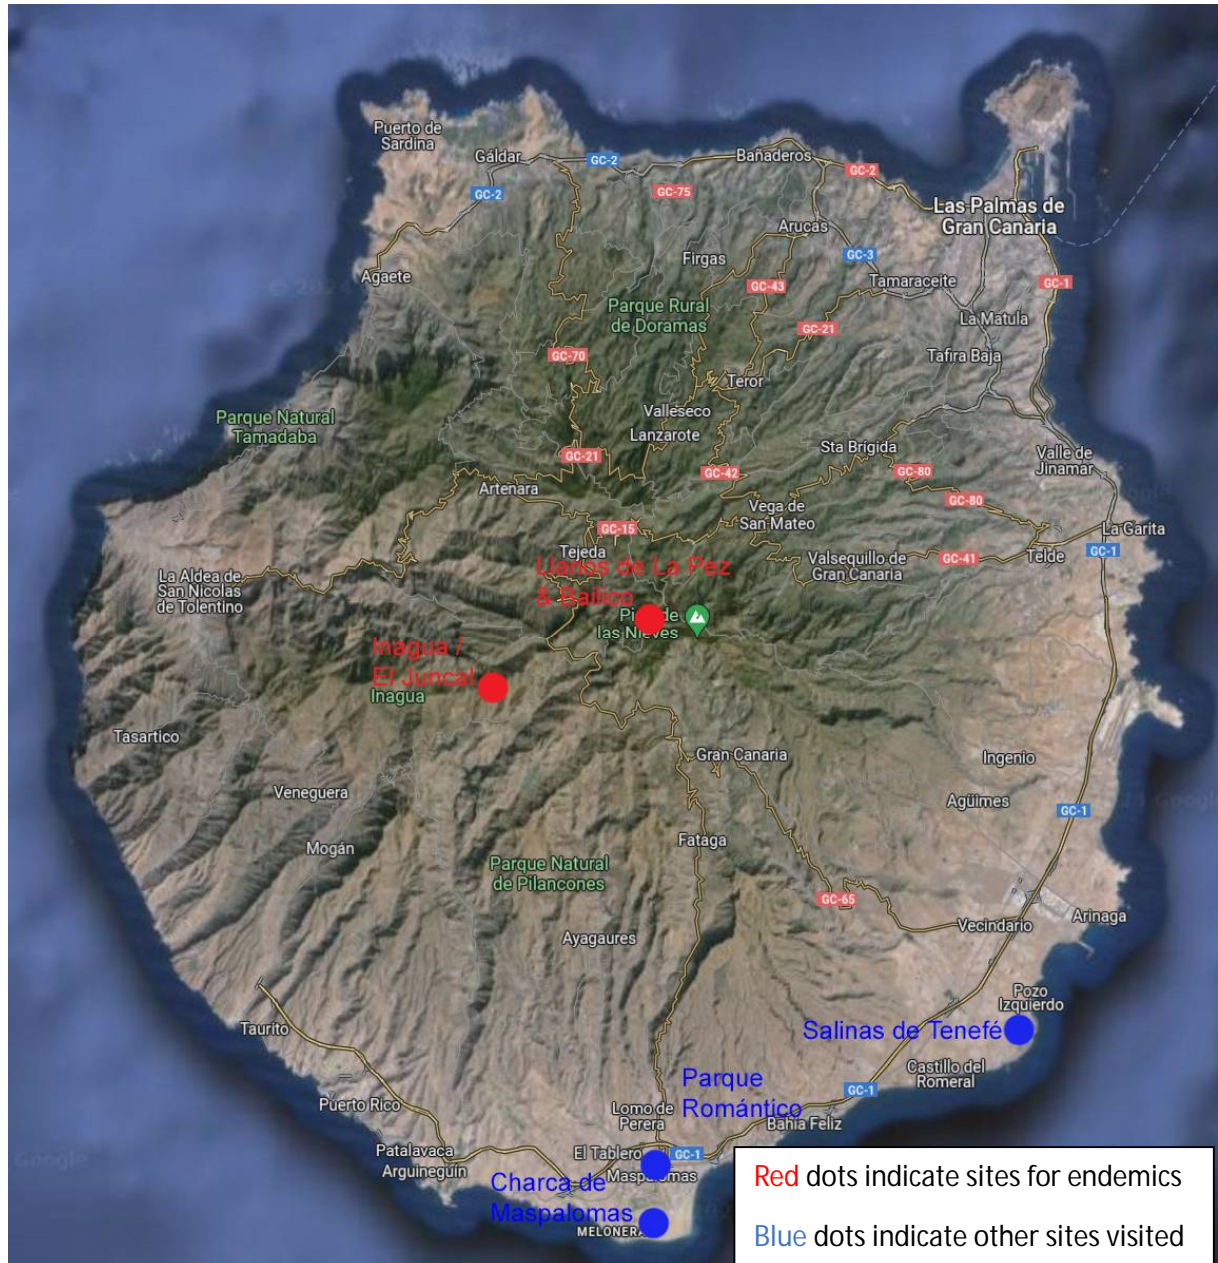 Puerto de
Sardina
Gáldar
GC-2
GC-2
GC-75
Bañaderos
GC-2
Las Palmas de
Gran Canaria
Arucas
Firgas
GC-3
GC-1
Agaete
GC-43
Tamaraceite
Parque Rural
de Doramas
La Matula
GC-21
GC-70
Tafira Baja
Teror
Parque Natural
Tamadaba
Valleseco
Lanzarote
Sta Brígida
Valle de
Jinamar
GC-21
GC-42
GC-80
Artenara
GC-80
Vega de
San Mateo
GC-15
La Garita
Tejeda
Valsequillo de
Gran Canaria
GC-41
Telde
GC-1
Llanos de La Pez
& Bailico
La Aldea de
San Nicolas
de Tolentino
las Nieves
Inagua /
El Juncal
Inagua
Tasartico
Gran Canaria
Ingenio
Veneguera
Agüimes
GC-1
Mogán
Fataga
Parque Natural
de Pilancones
GC-65
Arinaga
Vecindario
Ayagaures
Pozo
Izquierdo
Taurito
Salinas de Tenefé
Castillo del
Romeral
Parque
Romántico
GC-1
Puerto Rico
Lomo de
Perera
Bahía Feliz
Patalavaca
El Tablero
GC-1
Arguineguín
Maspalomas
Charca de
Maspalomas
Google
Red dots indicate sites for endemics
Blue dots indicate other sites visited